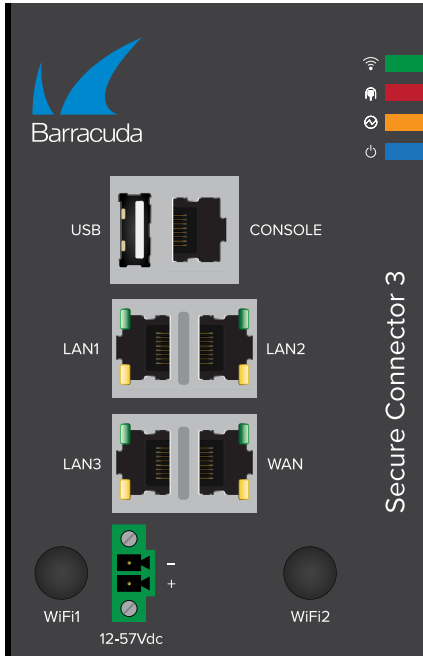 Barracuda
USB
CONSOLE
LAN1
LAN2
LAN3
WAN
–
+
WiFi1
WiFi2
12-57Vdc
Secure Connector 3